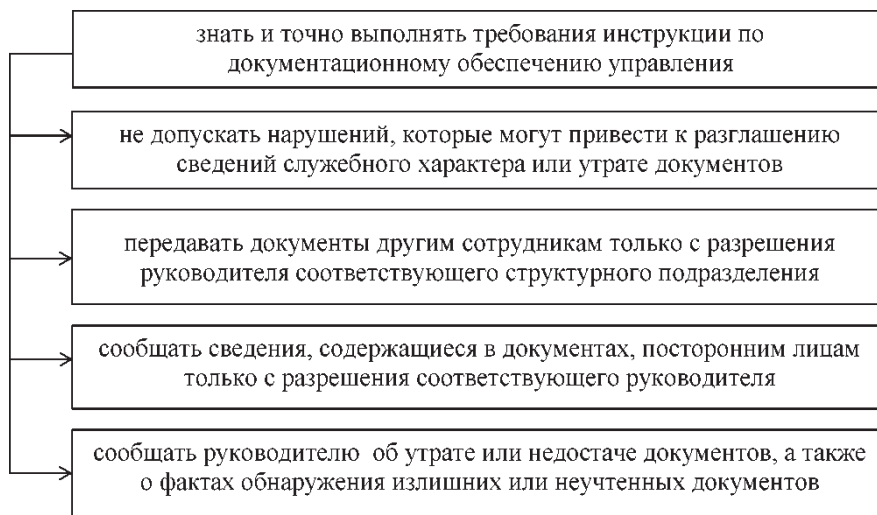 знать и точно выполнять требования инструкции по
документационному обеспечению управления
не допускать нарушений, которые могут привести к разглашению
сведений служебного характера или утрате документов
передавать документы другим сотрудникам только с разрешения
руководителя соответствующего структурного подразделения
сообщать сведения, содержащиеся в документах, посторонним лицам
только с разрешения соответствующего руководителя
сообщать руководителю об утрате или недостаче документов, а также
о фактах обнаружения излишних или неучтенных документов